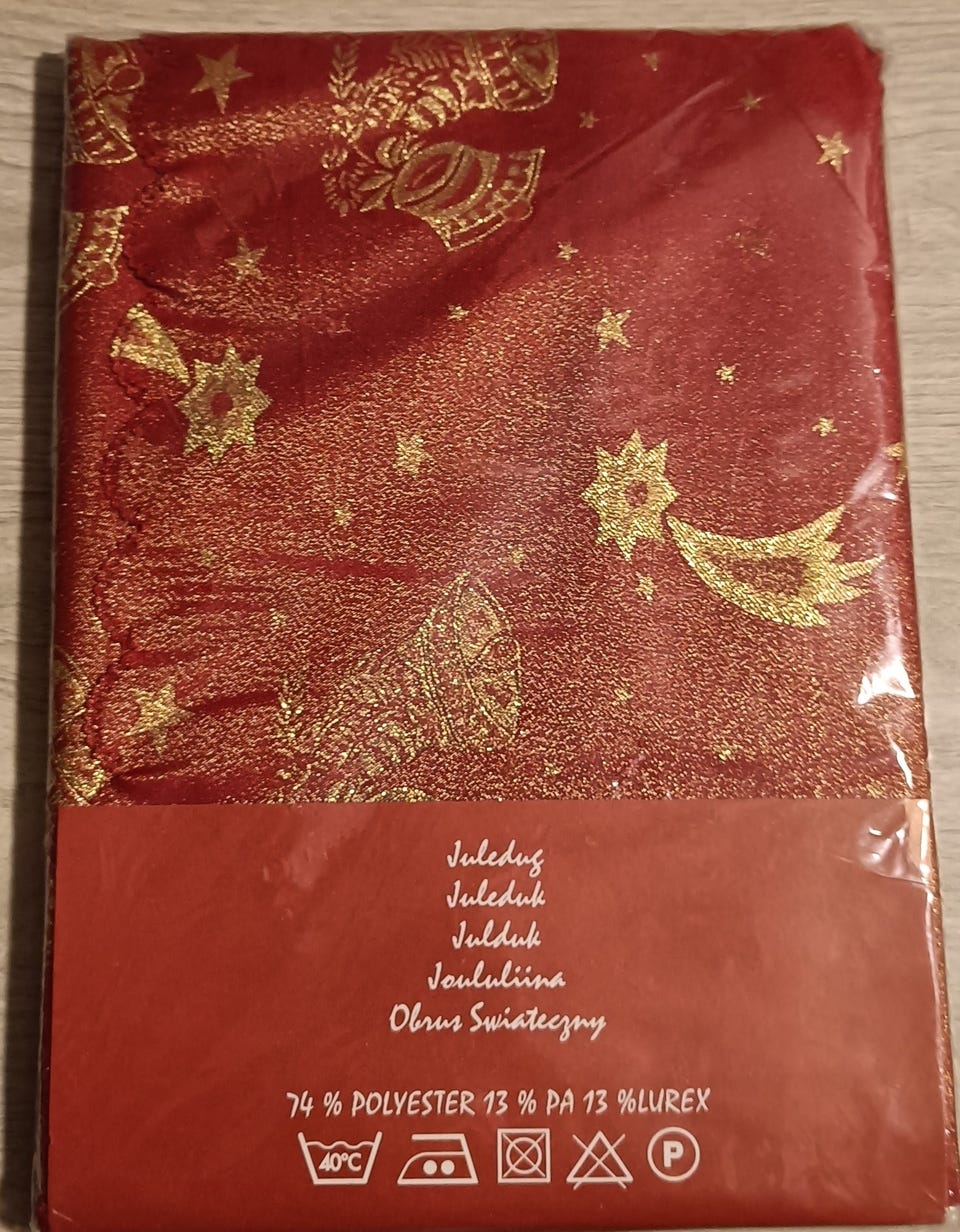 Juledug
Juleduk
Julduk
Joululiina
Obrus Swiateczny
74 % POLYESTER 13 % PA 13 %LUREX
40°C P